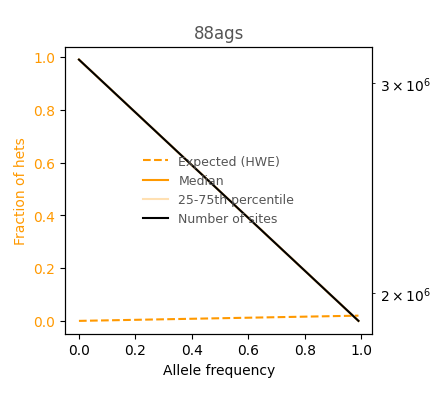 88ags
1.0
0.8
0.6
0.4
0.2
0.0
Fraction of hets
Expected (HWE)
Median
25-75th percentile
Number of sites
3 × 10⁶
2 × 10⁶
0.0 0.2 0.4 0.6 0.8 1.0
Allele frequency